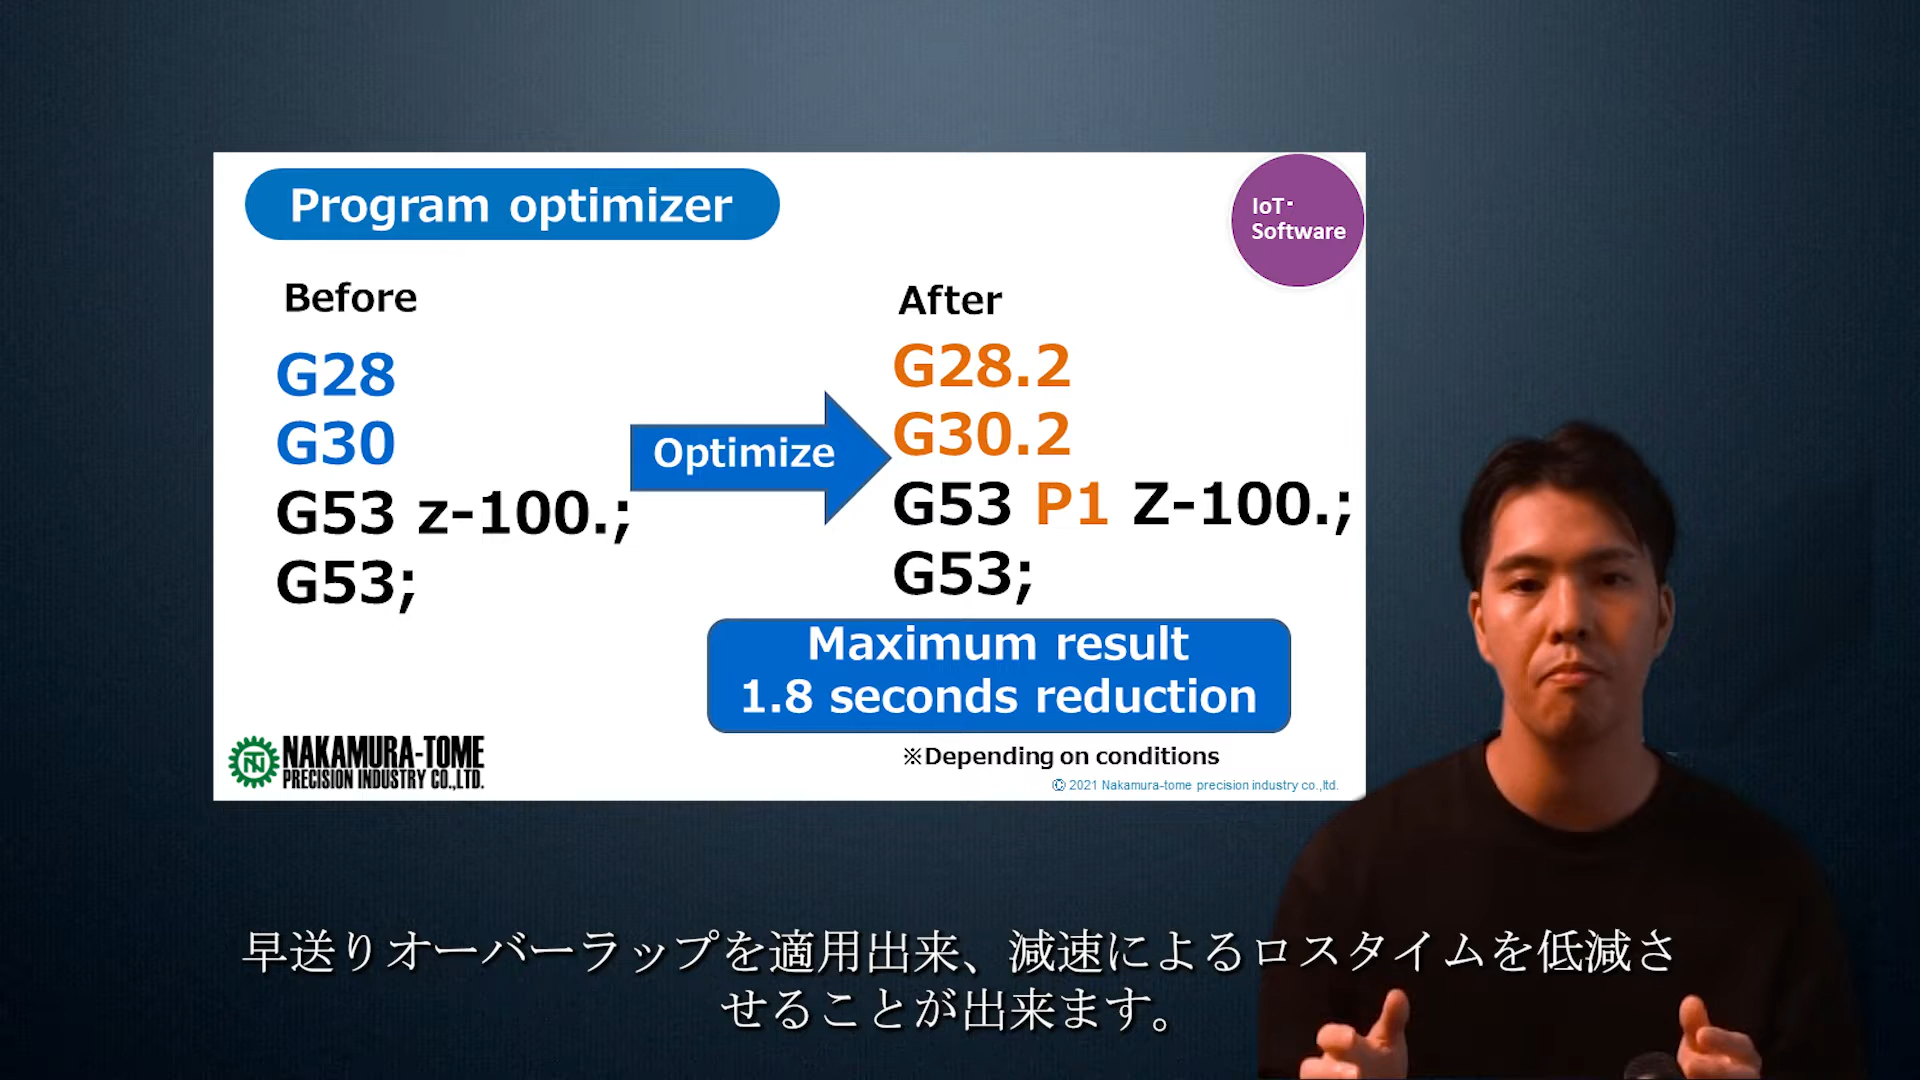 Program optimizer
IoT・
Software
Before
After
G28
G30
G53 z-100.;
G53;
Optimize
G28.2
G30.2
G53 P1 Z-100.;
G53;
Maximum result
1.8 seconds reduction
※Depending on conditions
NAKAMURA-TOME
PRECISION INDUSTRY CO.,LTD.
© 2021 Nakamura-tome precision industry co.,ltd.
早送りオーバーラップを適用出来、減速によるロスタイムを低減さ
せることが出来ます。